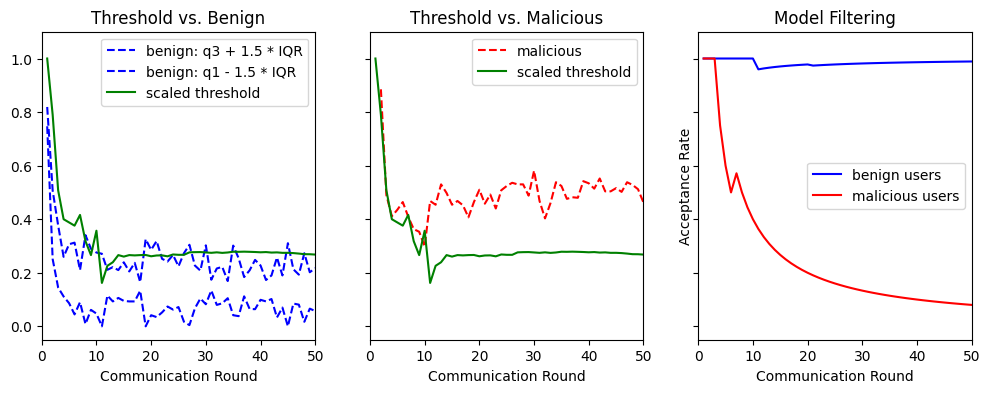 Threshold vs. Benign
1.0
0.8
0.6
0.4
0.2
0.0
benign: q3 + 1.5 * IQR
benign: q1 - 1.5 * IQR
scaled threshold
0 10 20 30 40 50
Communication Round
Threshold vs. Malicious
malicious
scaled threshold
0 10 20 30 40 50
Communication Round
Model Filtering
Acceptance Rate
benign users
malicious users
0 10 20 30 40 50
Communication Round